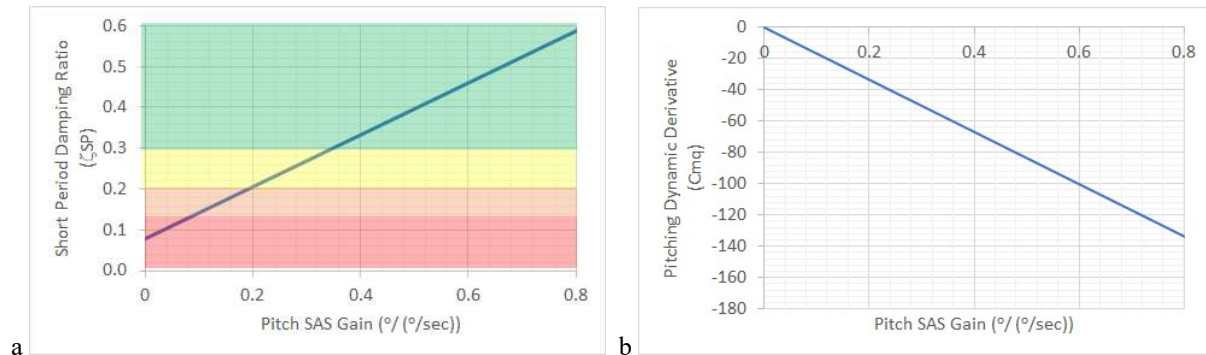 0.6
0.5
0.4
0.3
0.2
0.1
0.0
Short Period Damping Ratio
(ζSP)
0 0.2 0.4 0.6 0.8
Pitch SAS Gain (°/ (°/sec))
a
0
-20
-40
-60
-80
-100
-120
-140
-160
-180
Pitching Dynamic Derivative
(Cmq)
0 0.2 0.4 0.6 0.8
Pitch SAS Gain (°/ (°/sec))
b